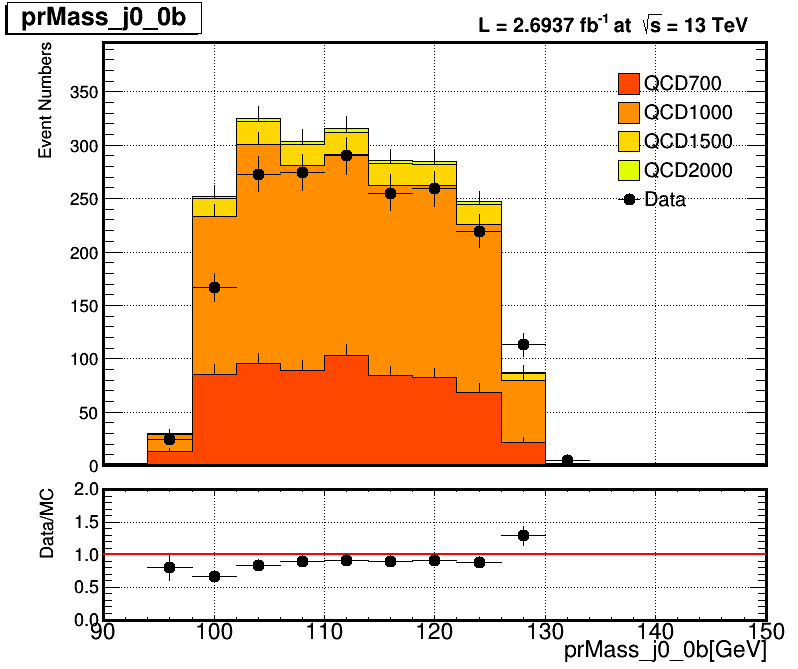 prMass_j0_0b
L = 2.6937 fb⁻¹ at √s = 13 TeV
Event Numbers
350
300
250
200
150
100
50
0
QCD700
QCD1000
QCD1500
QCD2000
Data
Data/MC
2.0
1.5
1.0
0.5
0.0
90 100 110 120 130 140 150
prMass_j0_0b[GeV]